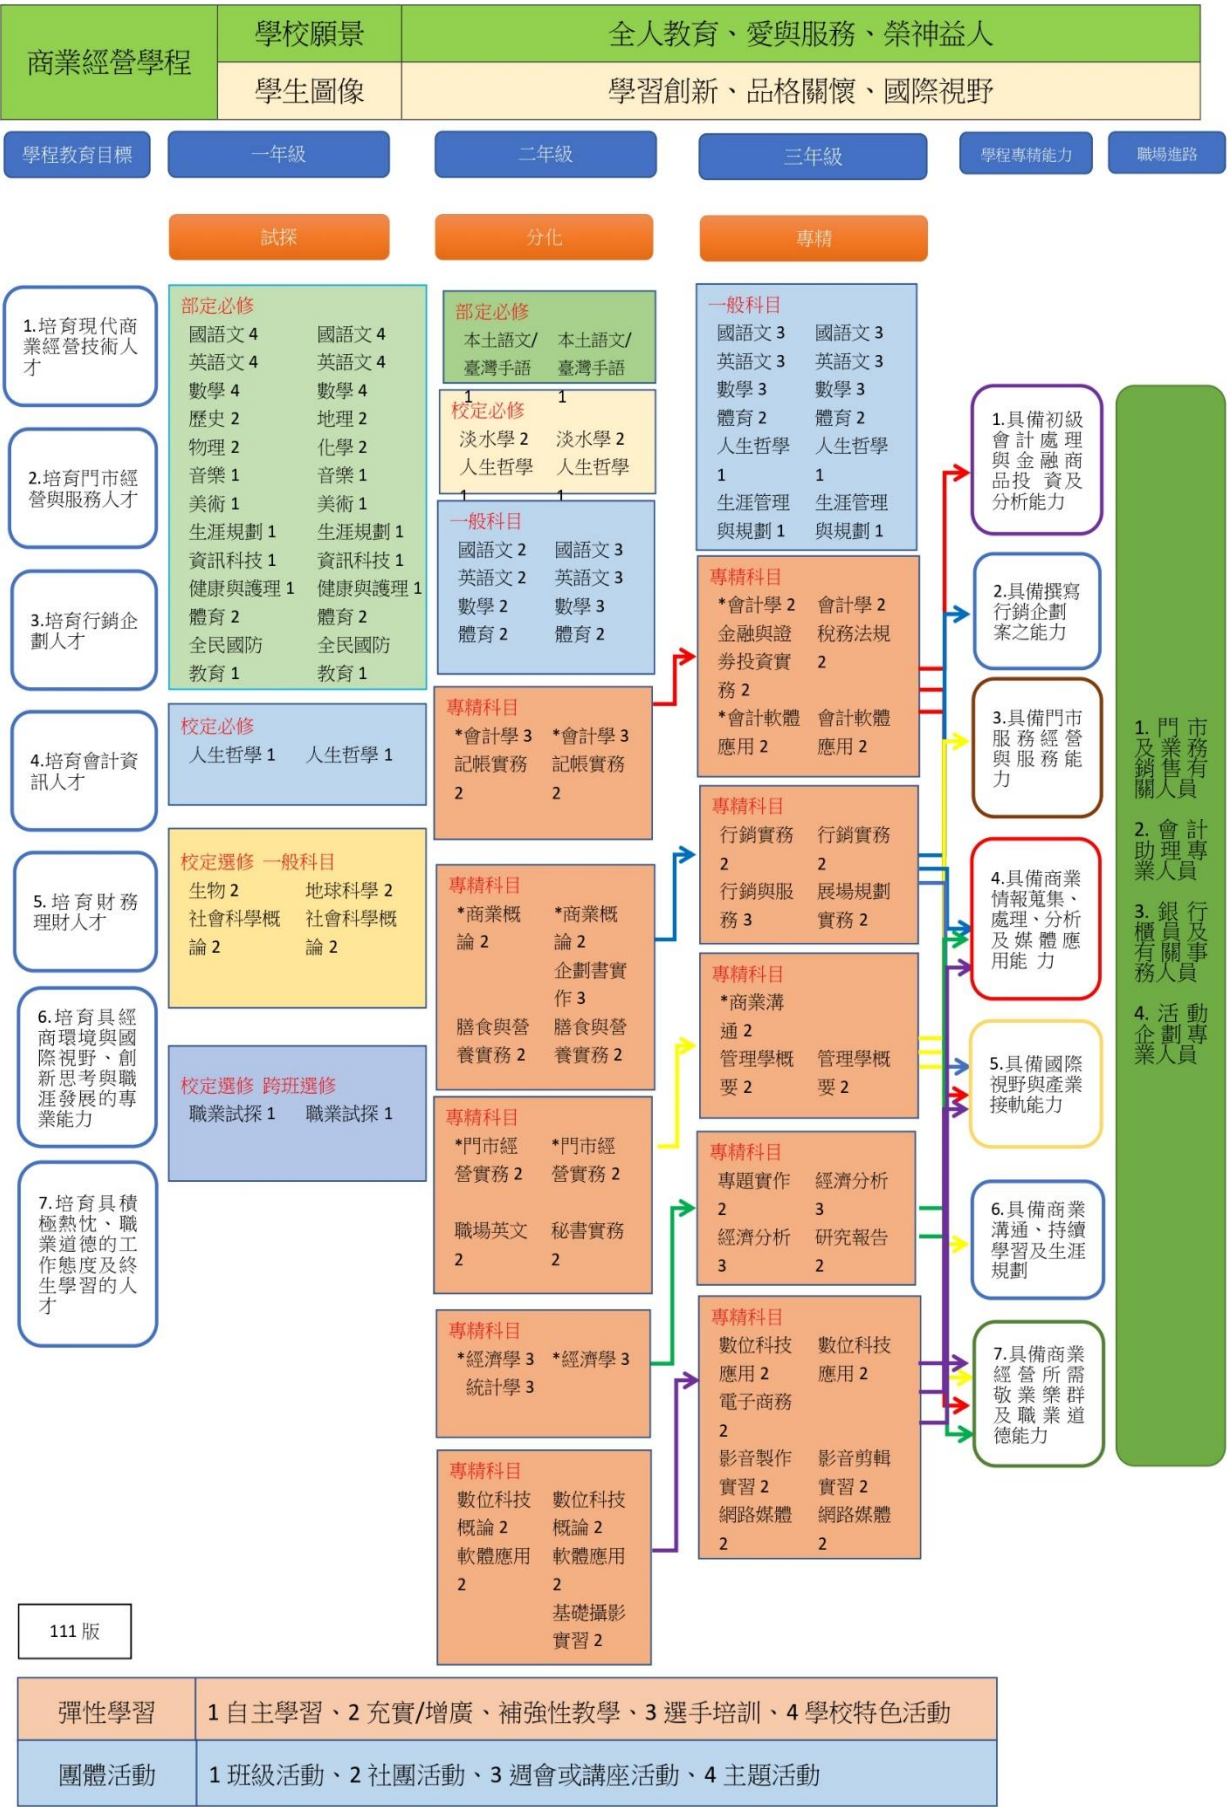 商業經營學程
學校願景
全人教育、愛與服務、榮神益人
學生圖像
學習創新、品格關懷、國際視野
學程教育目標
一年級
二年級
三年級
學程專精能力
職場進路
試探
分化
專精
1.培育現代商
業經營技術人
才
2.培育門市經
營與服務人才
3.培育行銷企
劃人才
4.培育會計資
訊人才
5.培育財務
理財人才
6.培育具經
商環境與國
際視野、創
新思考與職
涯發展的專
業能力
7.培育具積
極熱忱、職
業道德的工
作態度及終
生學習的人
才
部定必修
國語文 4 國語文 4
英語文 4 英語文 4
數學 4 數學 4
歷史 2 地理 2
物理 2 化學 2
音樂 1 音樂 1
美術 1 美術 1
生涯規劃 1 生涯規劃 1
資訊科技 1 資訊科技 1
健康與護理 1 健康與護理 1
體育 2 體育 2
全民國防 全民國防
教育 1 教育 1
校定必修
人生哲學 1 人生哲學 1
校定選修 一般科目
生物 2 地球科學 2
社會科學概 社會科學概
論 2 論 2
校定選修 跨班選修
職業試探 1 職業試探 1
部定必修
本土語文/ 本土語文/
臺灣手語 臺灣手語
1 1
校定必修
淡水學 2 淡水學 2
人生哲學 人生哲學
1 1
一般科目
國語文 2 國語文 3
英語文 2 英語文 3
數學 2 數學 3
體育 2 體育 2
專精科目
*會計學 3 *會計學 3
記帳實務 記帳實務
2 2
專精科目
*商業概 *商業概
論 2 論 2
企劃書實
作 3
膳食與營 膳食與營
養實務 2 養實務 2
專精科目
*門市經 *門市經
營實務 2 營實務 2
職場英文 秘書實務
2 2
專精科目
*經濟學 3 *經濟學 3
統計學 3
專精科目
數位科技 數位科技
概論 2 概論 2
軟體應用 軟體應用
2 2
基礎攝影
實習 2
一般科目
國語文 3 國語文 3
英語文 3 英語文 3
數學 3 數學 3
體育 2 體育 2
人生哲學 人生哲學
1 1
生涯管理 生涯管理
與規劃 1 與規劃 1
專精科目
*會計學 2 會計學 2
金融與證 稅務法規
券投資實 2
務 2
*會計軟體 會計軟體
應用 2 應用 2
專精科目
行銷實務 行銷實務
2 2
行銷與服 展場規劃
務 3 實務 2
專精科目
*商業溝
通 2
管理學概 管理學概
要 2 要 2
專精科目
專題實作 經濟分析
2 3
經濟分析 研究報告
3 2
專精科目
數位科技 數位科技
應用 2 應用 2
電子商務
2
影音製作 影音剪輯
實習 2 實習 2
網路媒體 網路媒體
2 2
1.具備初級
會計處理
與金融商
品投 資及
分析能力
2.具備撰寫
行銷企劃
案之能力
3.具備門市
服務經營
與服務能
力
4.具備商業
情報蒐集、
處理、分析
及媒體應
用能 力
5.具備國際
視野與產業
接軌能力
6.具備商業
溝通、持續
學習及生涯
規劃
7.具備商業
經營所需
敬業樂群
及職業道
德能力
1. 門市
及業務
銷售有
關人員
2. 會計
助理專
業人員
3. 銀行
櫃員及
有關事
務人員
4. 活動
企劃專
業人員
111 版
彈性學習
1 自主學習、2 充實/增廣、補強性教學、3 選手培訓、4 學校特色活動
團體活動
1 班級活動、2 社團活動、3 週會或講座活動、4 主題活動